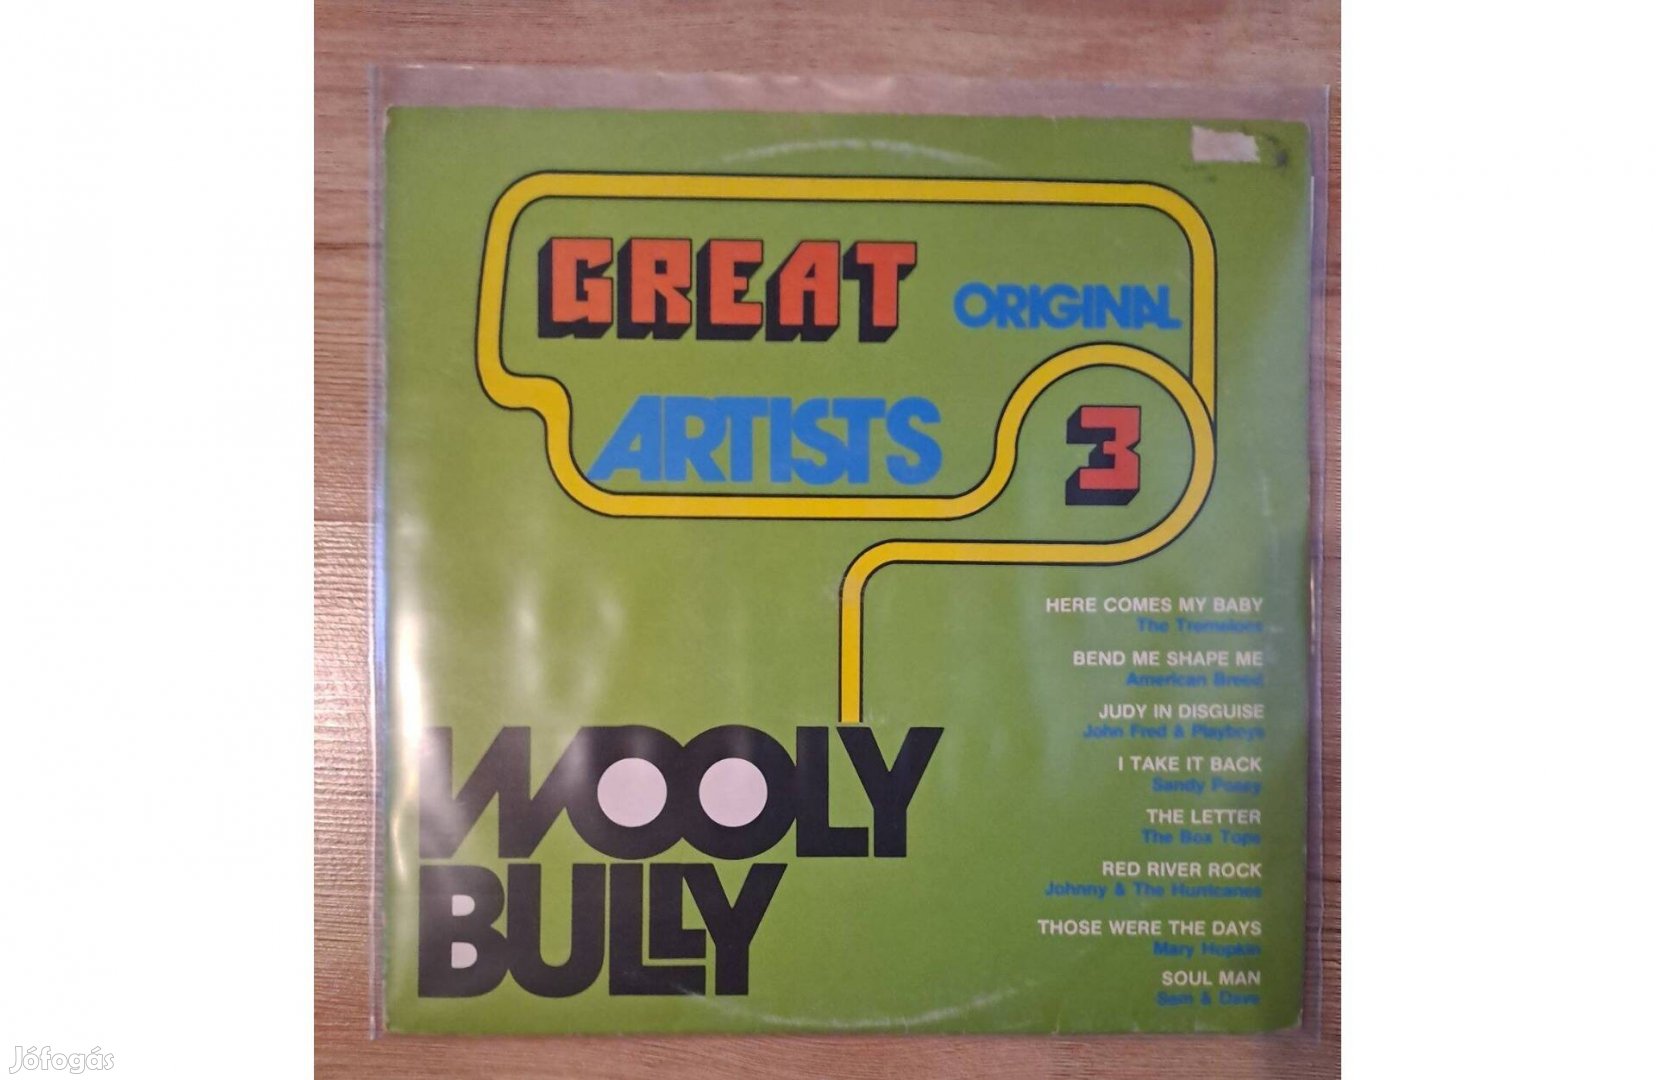 GREAT ORIGINAL
ARTISTS 3
HERE COMES MY BABY
The Tremeloes
BEND ME SHAPE ME
American Breed
JUDY IN DISGUISE
John Fred & Playboys
I TAKE IT BACK
Sandy Posey
THE LETTER
The Box Tops
RED RIVER ROCK
Johnny & The Hurricanes
THOSE WERE THE DAYS
Mary Hopkin
SOUL MAN
Sam & Dave
WOOLY
BULLY
Jófogás